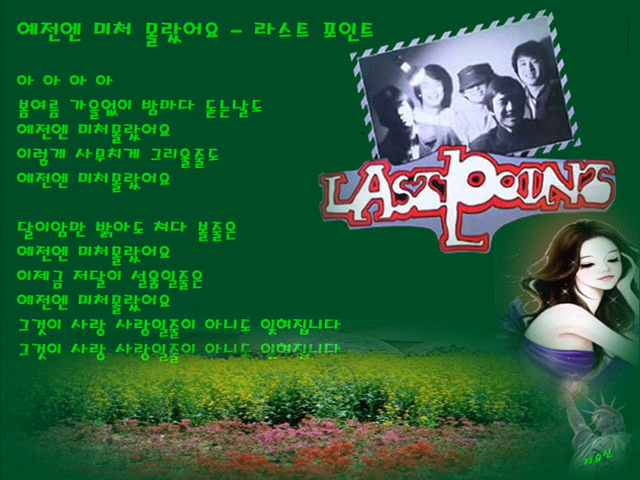 예전엔 미처 몰랐어요 - 라스트 포인트
아 아 아 아
봄여름 가을없이 밤마다 돋는달도
예전엔 미처몰랐어요
이렇게 사무치게 그리울줄도
예전엔 미처몰랐어요
달이암만 밝아도 쳐다 볼줄은
예전엔 미처몰랐어요
이제금 저달이 설움일줄은
예전엔 미처몰랐어요
그것이 사랑 사랑일줄이 아니도 잊혀집니다
그것이 사랑 사랑일줄이 아니도 잊혀집니다
LAST POINTS